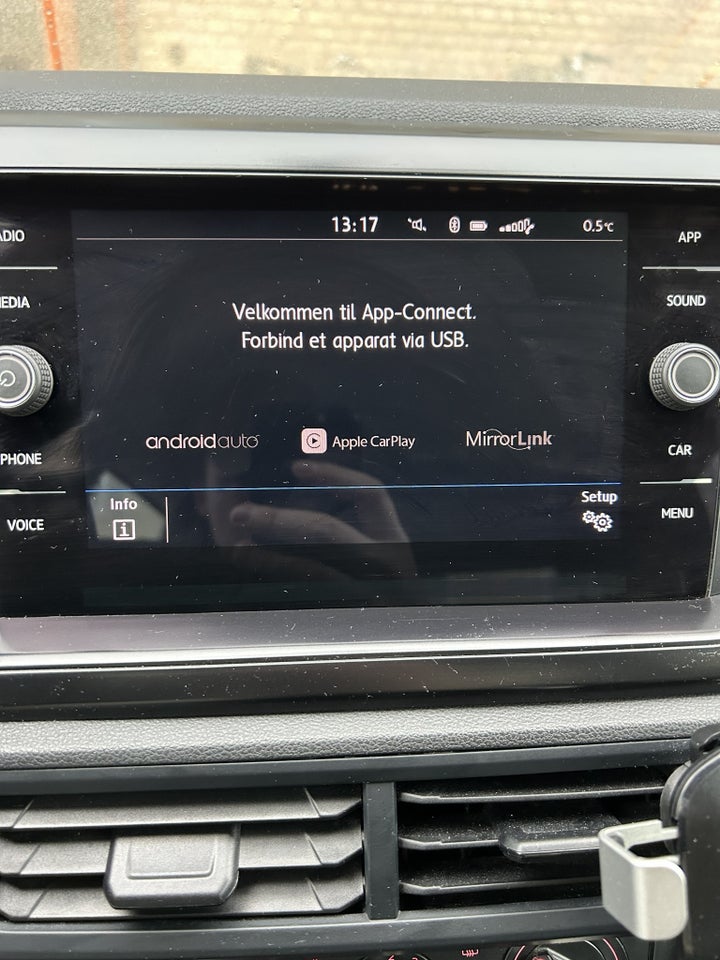 13:17 0.5°C
ADIO
APP
EDIA
SOUND
Velkommen til App-Connect.
Forbind et apparat via USB.
androidauto Apple CarPlay MirrorLink
PHONE
CAR
VOICE
MENU
Info
Setup